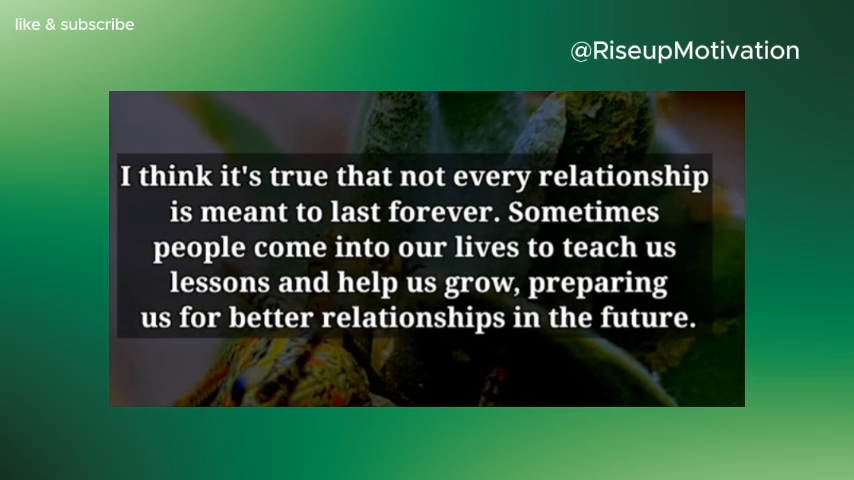 like & subscribe
@RiseupMotivation
I think it's true that not every relationship
is meant to last forever. Sometimes
people come into our lives to teach us
lessons and help us grow, preparing
us for better relationships in the future.